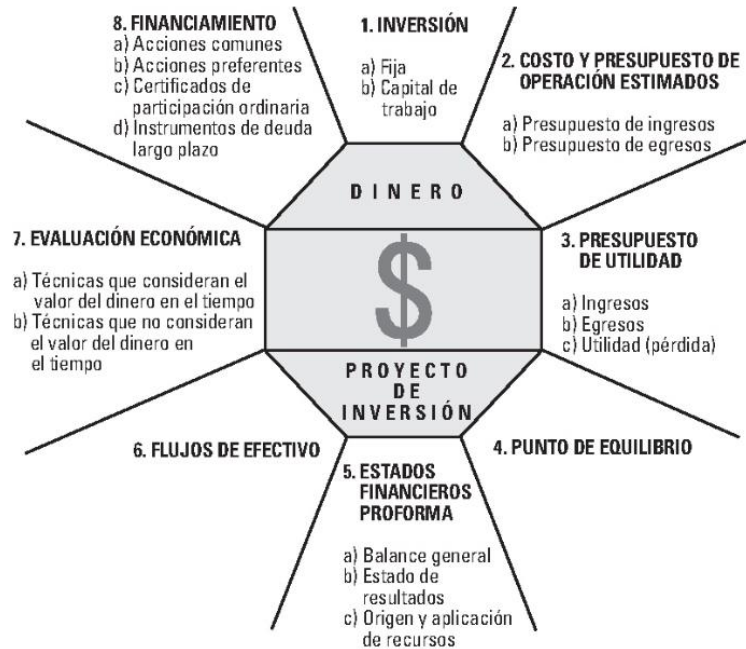 8. FINANCIAMIENTO
a) Acciones comunes
b) Acciones preferentes
c) Certificados de
participación ordinaria
d) Instrumentos de deuda
largo plazo
1. INVERSIÓN
a) Fija
b) Capital de
trabajo
2. COSTO Y PRESUPUESTO DE
OPERACIÓN ESTIMADOS
a) Presupuesto de ingresos
b) Presupuesto de egresos
DINERO
7. EVALUACIÓN ECONÓMICA
a) Técnicas que consideran el
valor del dinero en el tiempo
b) Técnicas que no consideran
el valor del dinero en
el tiempo
$
3. PRESUPUESTO
DE UTILIDAD
a) Ingresos
b) Egresos
c) Utilidad (pérdida)
PROYECTO
DE
INVERSIÓN
6. FLUJOS DE EFECTIVO
5. ESTADOS
FINANCIEROS
PROFORMA
a) Balance general
b) Estado de
resultados
c) Origen y aplicación
de recursos
4. PUNTO DE EQUILIBRIO